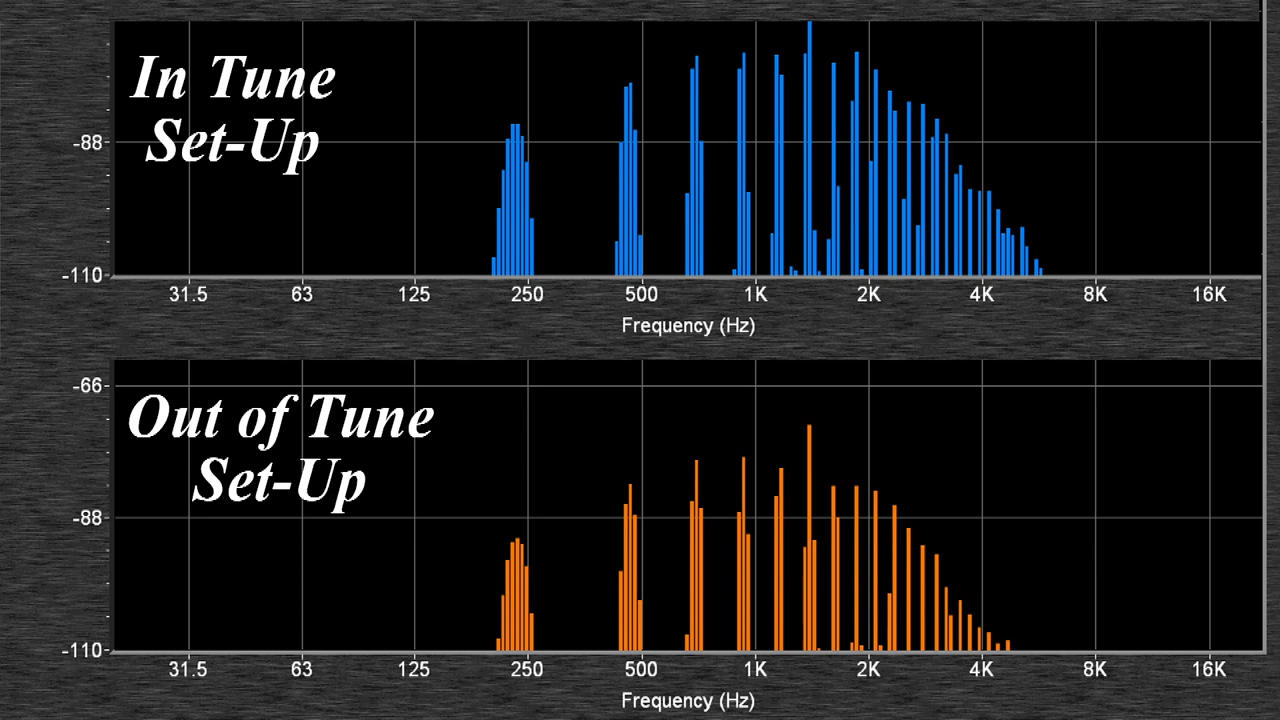 In Tune
Set-Up
-88
-110
31.5 63 125 250 500 1K 2K 4K 8K 16K
Frequency (Hz)
-66
Out of Tune
Set-Up
-88
-110
31.5 63 125 250 500 1K 2K 4K 8K 16K
Frequency (Hz)